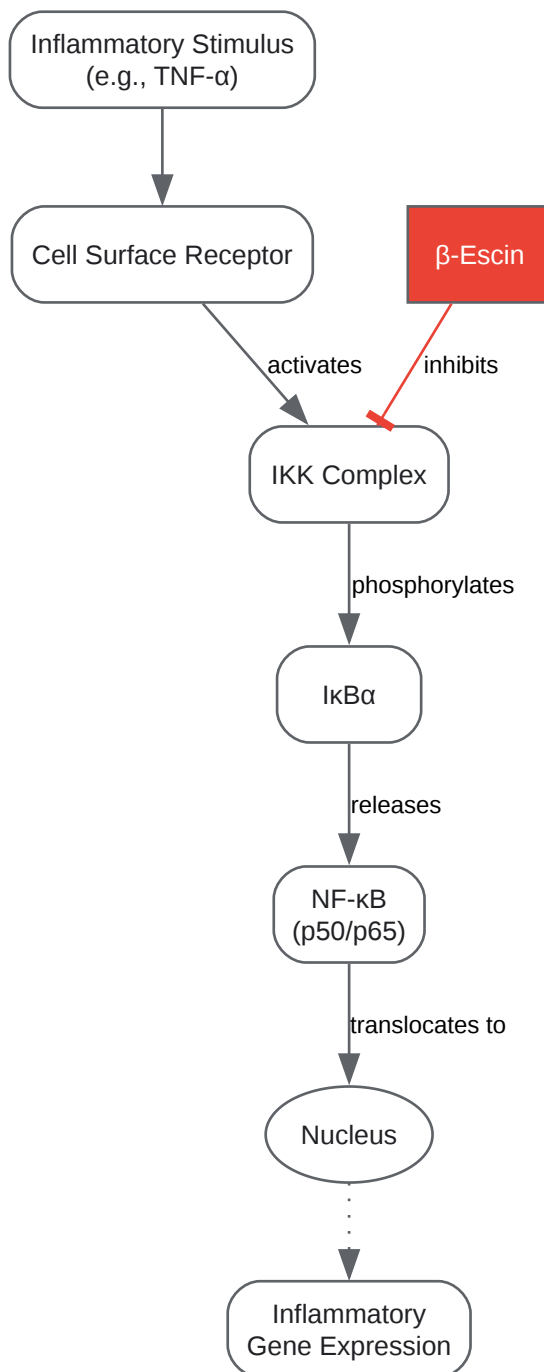 Inflammatory Stimulus
(e.g., TNF-α)
Cell Surface Receptor
β-Escin
activates
inhibits
IKK Complex
phosphorylates
IκBα
releases
NF-κB
(p50/p65)
translocates to
Nucleus
Inflammatory
Gene Expression